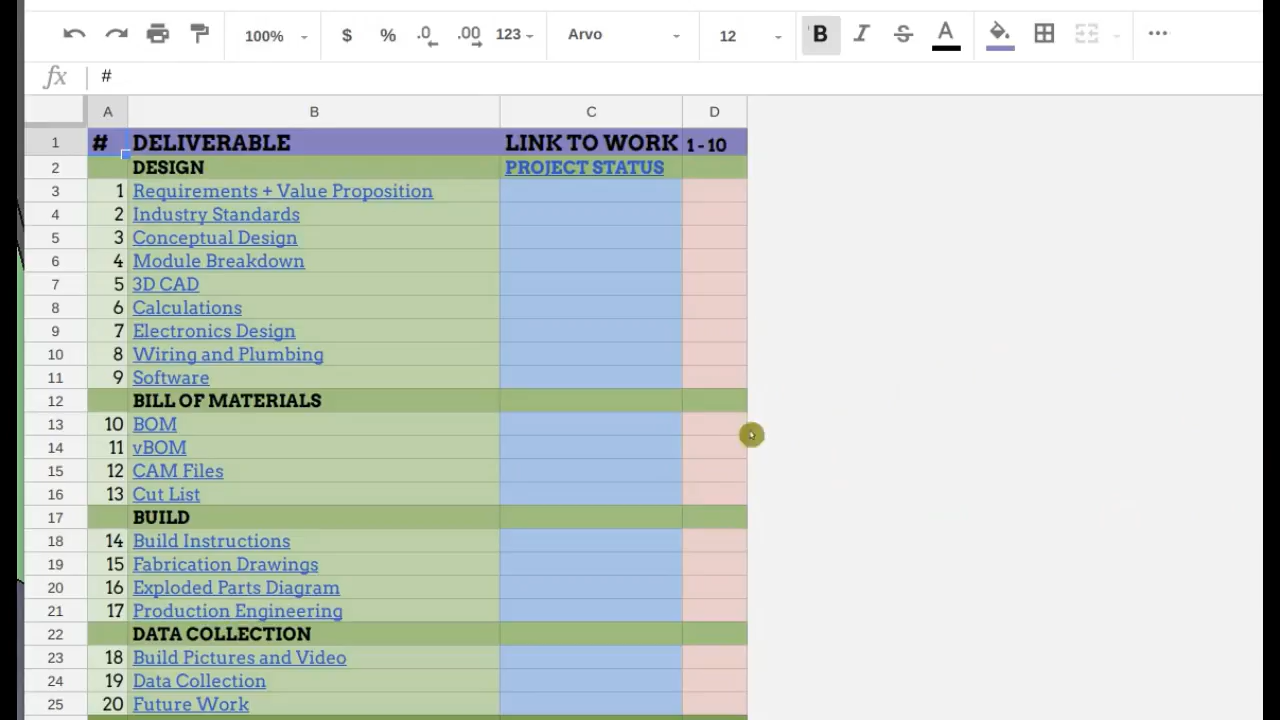 100% $ % .0 .00 123 Arvo 12 B I S A ...
fx #
A B C D
1 # DELIVERABLE LINK TO WORK 1 - 10
2 DESIGN PROJECT STATUS
3 1 Requirements + Value Proposition
4 2 Industry Standards
5 3 Conceptual Design
6 4 Module Breakdown
7 5 3D CAD
8 6 Calculations
9 7 Electronics Design
10 8 Wiring and Plumbing
11 9 Software
12 BILL OF MATERIALS
13 10 BOM
14 11 vBOM
15 12 CAM Files
16 13 Cut List
17 BUILD
18 14 Build Instructions
19 15 Fabrication Drawings
20 16 Exploded Parts Diagram
21 17 Production Engineering
22 DATA COLLECTION
23 18 Build Pictures and Video
24 19 Data Collection
25 20 Future Work